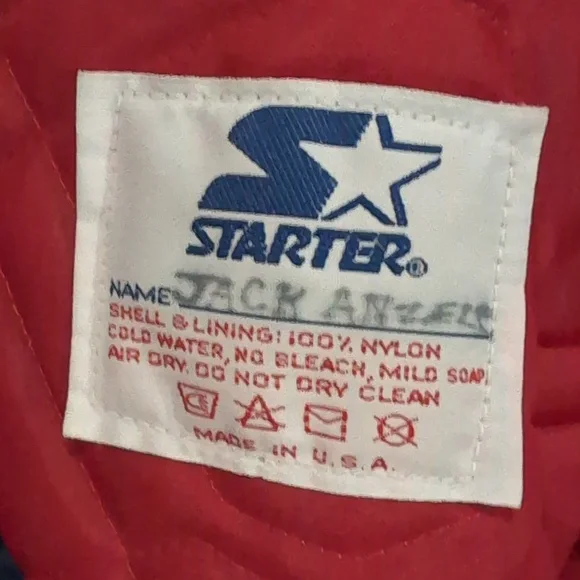 STARTER®
NAME JACK
SHELL & LINING: 100% NYLON
COLD WATER, NO BLEACH, MILD SOAP,
AIR DRY. DO NOT DRY CLEAN
MADE IN U.S.A.